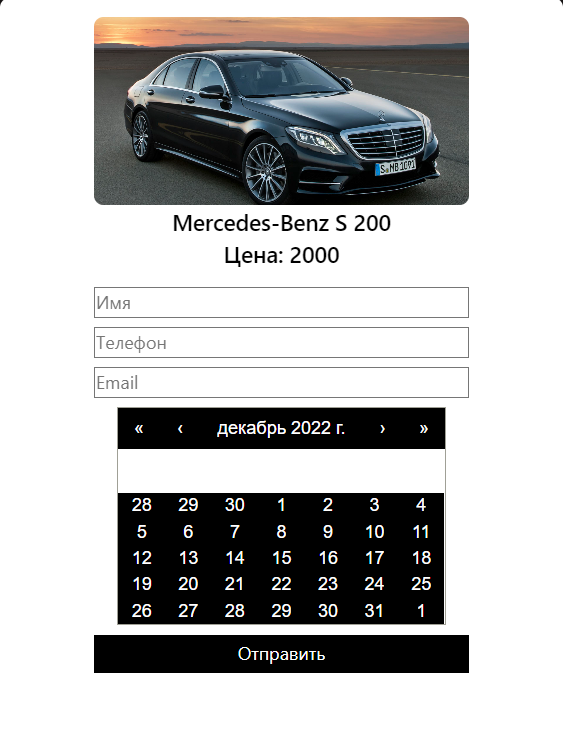 S·MB 1091
Mercedes-Benz S 200
Цена: 2000
Имя
Телефон
Email
« ‹ декабрь 2022 г. › »
28 29 30 1 2 3 4
5 6 7 8 9 10 11
12 13 14 15 16 17 18
19 20 21 22 23 24 25
26 27 28 29 30 31 1
Отправить